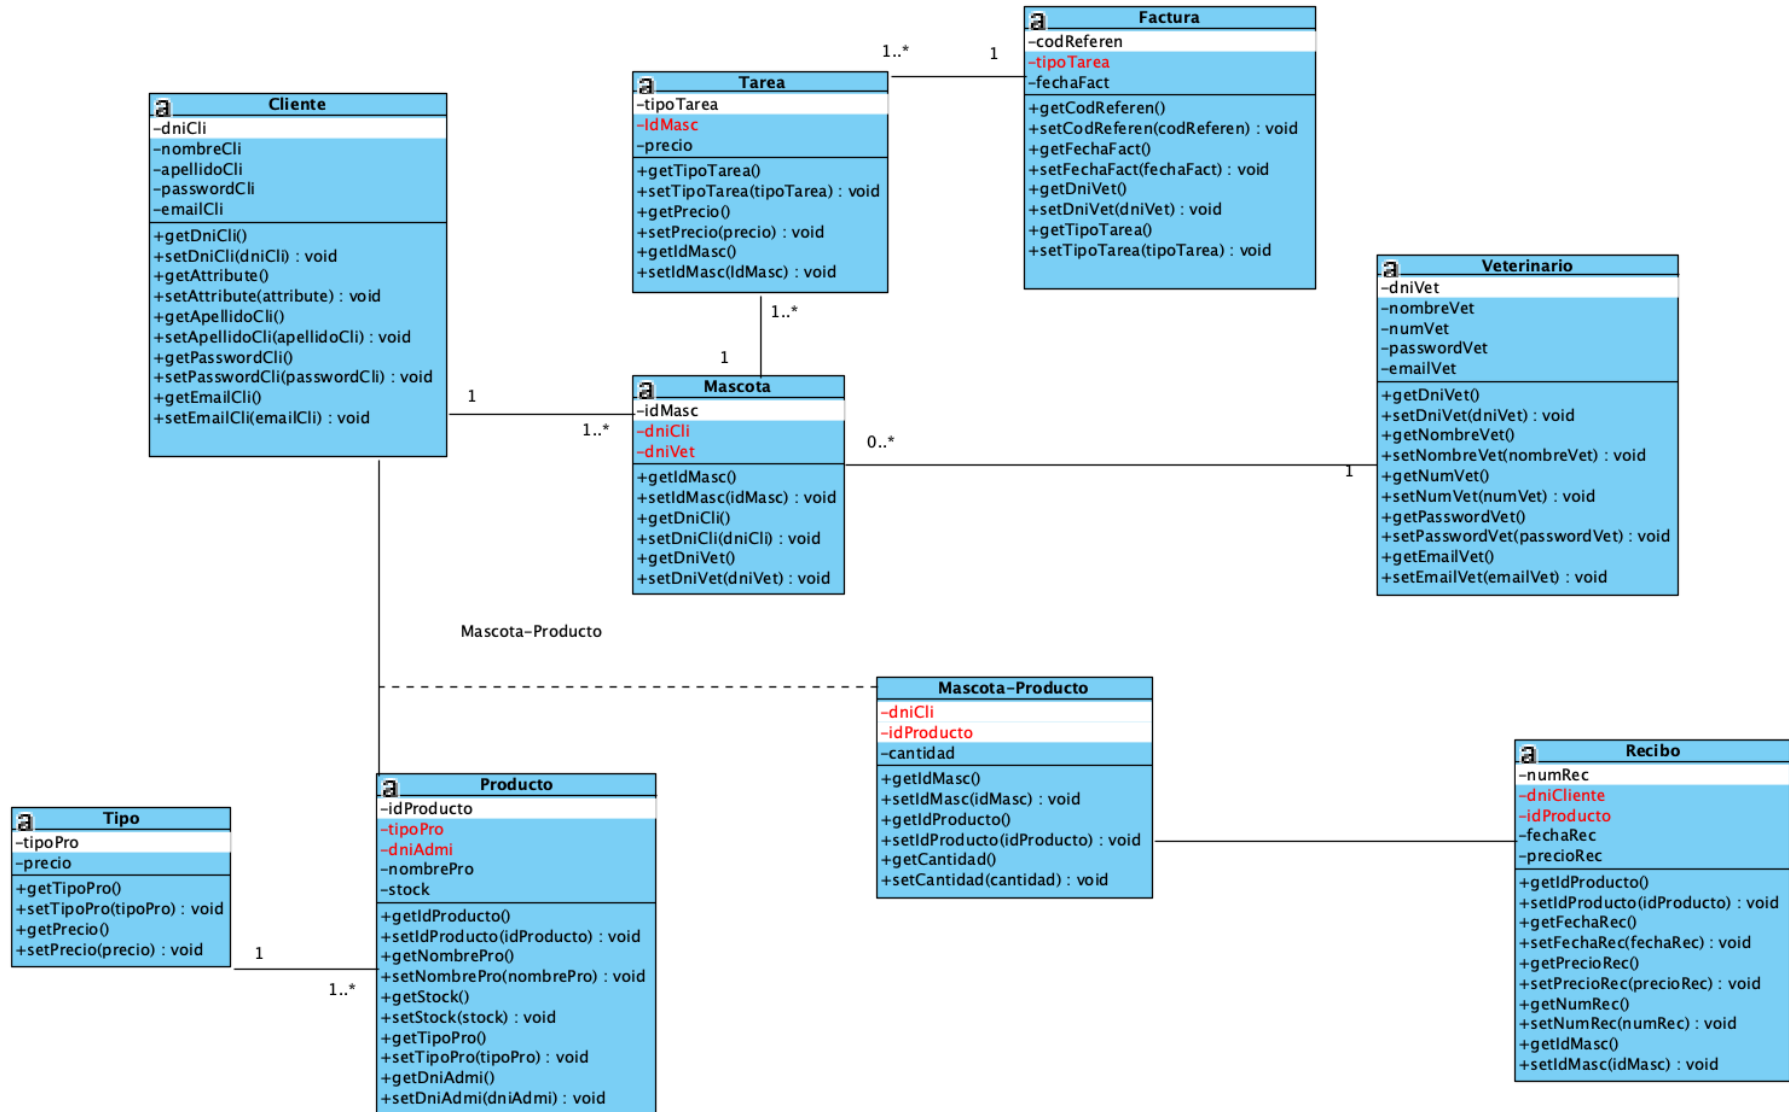 Factura
-codReferen
-tipoTarea
-fechaFact
+getCodReferen()
+setCodReferen(codReferen) : void
+getFechaFact()
+setFechaFact(fechaFact) : void
+getDniVet()
+setDniVet(dniVet) : void
+getTipoTarea()
+setTipoTarea(tipoTarea) : void
1..*
1
Tarea
-tipoTarea
-IdMasc
-precio
+getTipoTarea()
+setTipoTarea(tipoTarea) : void
+getPrecio()
+setPrecio(precio) : void
+getIdMasc()
+setIdMasc(IdMasc) : void
Cliente
-dniCli
-nombreCli
-apellidoCli
-passwordCli
-emailCli
+getDniCli()
+setDniCli(dniCli) : void
+getAttribute()
+setAttribute(attribute) : void
+getApellidoCli()
+setApellidoCli(apellidoCli) : void
+getPasswordCli()
+setPasswordCli(passwordCli) : void
+getEmailCli()
+setEmailCli(emailCli) : void
1..*
1
1
1..*
Mascota
-idMasc
-dniCli
-dniVet
+getIdMasc()
+setIdMasc(idMasc) : void
+getDniCli()
+setDniCli(dniCli) : void
+getDniVet()
+setDniVet(dniVet) : void
0..*
1
Veterinario
-dniVet
-nombreVet
-numVet
-passwordVet
-emailVet
+getDniVet()
+setDniVet(dniVet) : void
+getNombreVet()
+setNombreVet(nombreVet) : void
+getNumVet()
+setNumVet(numVet) : void
+getPasswordVet()
+setPasswordVet(passwordVet) : void
+getEmailVet()
+setEmailVet(emailVet) : void
Mascota-Producto
Mascota-Producto
-dniCli
-idProducto
-cantidad
+getIdMasc()
+setIdMasc(idMasc) : void
+getIdProducto()
+setIdProducto(idProducto) : void
+getCantidad()
+setCantidad(cantidad) : void
Recibo
-numRec
-dniCliente
-idProducto
-fechaRec
-precioRec
+getIdProducto()
+setIdProducto(idProducto) : void
+getFechaRec()
+setFechaRec(fechaRec) : void
+getPrecioRec()
+setPrecioRec(precioRec) : void
+getNumRec()
+setNumRec(numRec) : void
+getIdMasc()
+setIdMasc(idMasc) : void
Tipo
-tipoPro
-precio
+getTipoPro()
+setTipoPro(tipoPro) : void
+getPrecio()
+setPrecio(precio) : void
1
1..*
Producto
-idProducto
-tipoPro
-dniAdmi
-nombrePro
-stock
+getIdProducto()
+setIdProducto(idProducto) : void
+getNombrePro()
+setNombrePro(nombrePro) : void
+getStock()
+setStock(stock) : void
+getTipoPro()
+setTipoPro(tipoPro) : void
+getDniAdmi()
+setDniAdmi(dniAdmi) : void